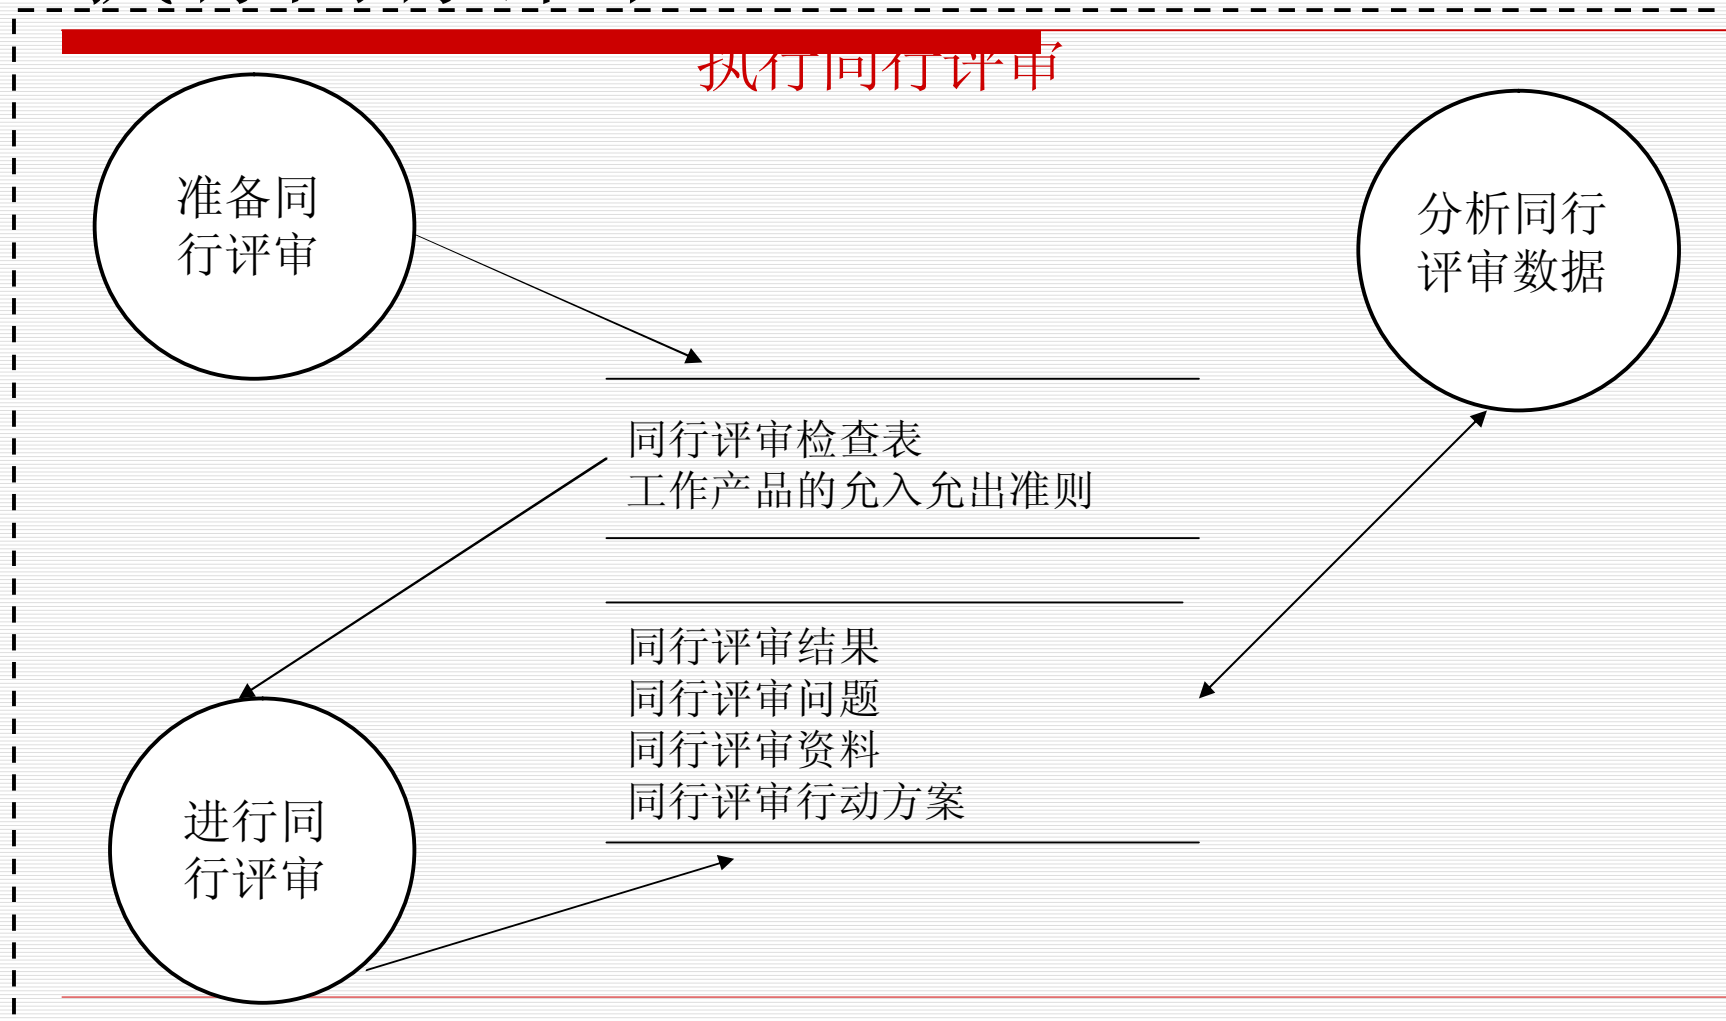 执行同行评审
准备同
行评审
分析同行
评审数据
同行评审检查表
工作产品的允入允出准则
同行评审结果
同行评审问题
同行评审资料
同行评审行动方案
进行同
行评审